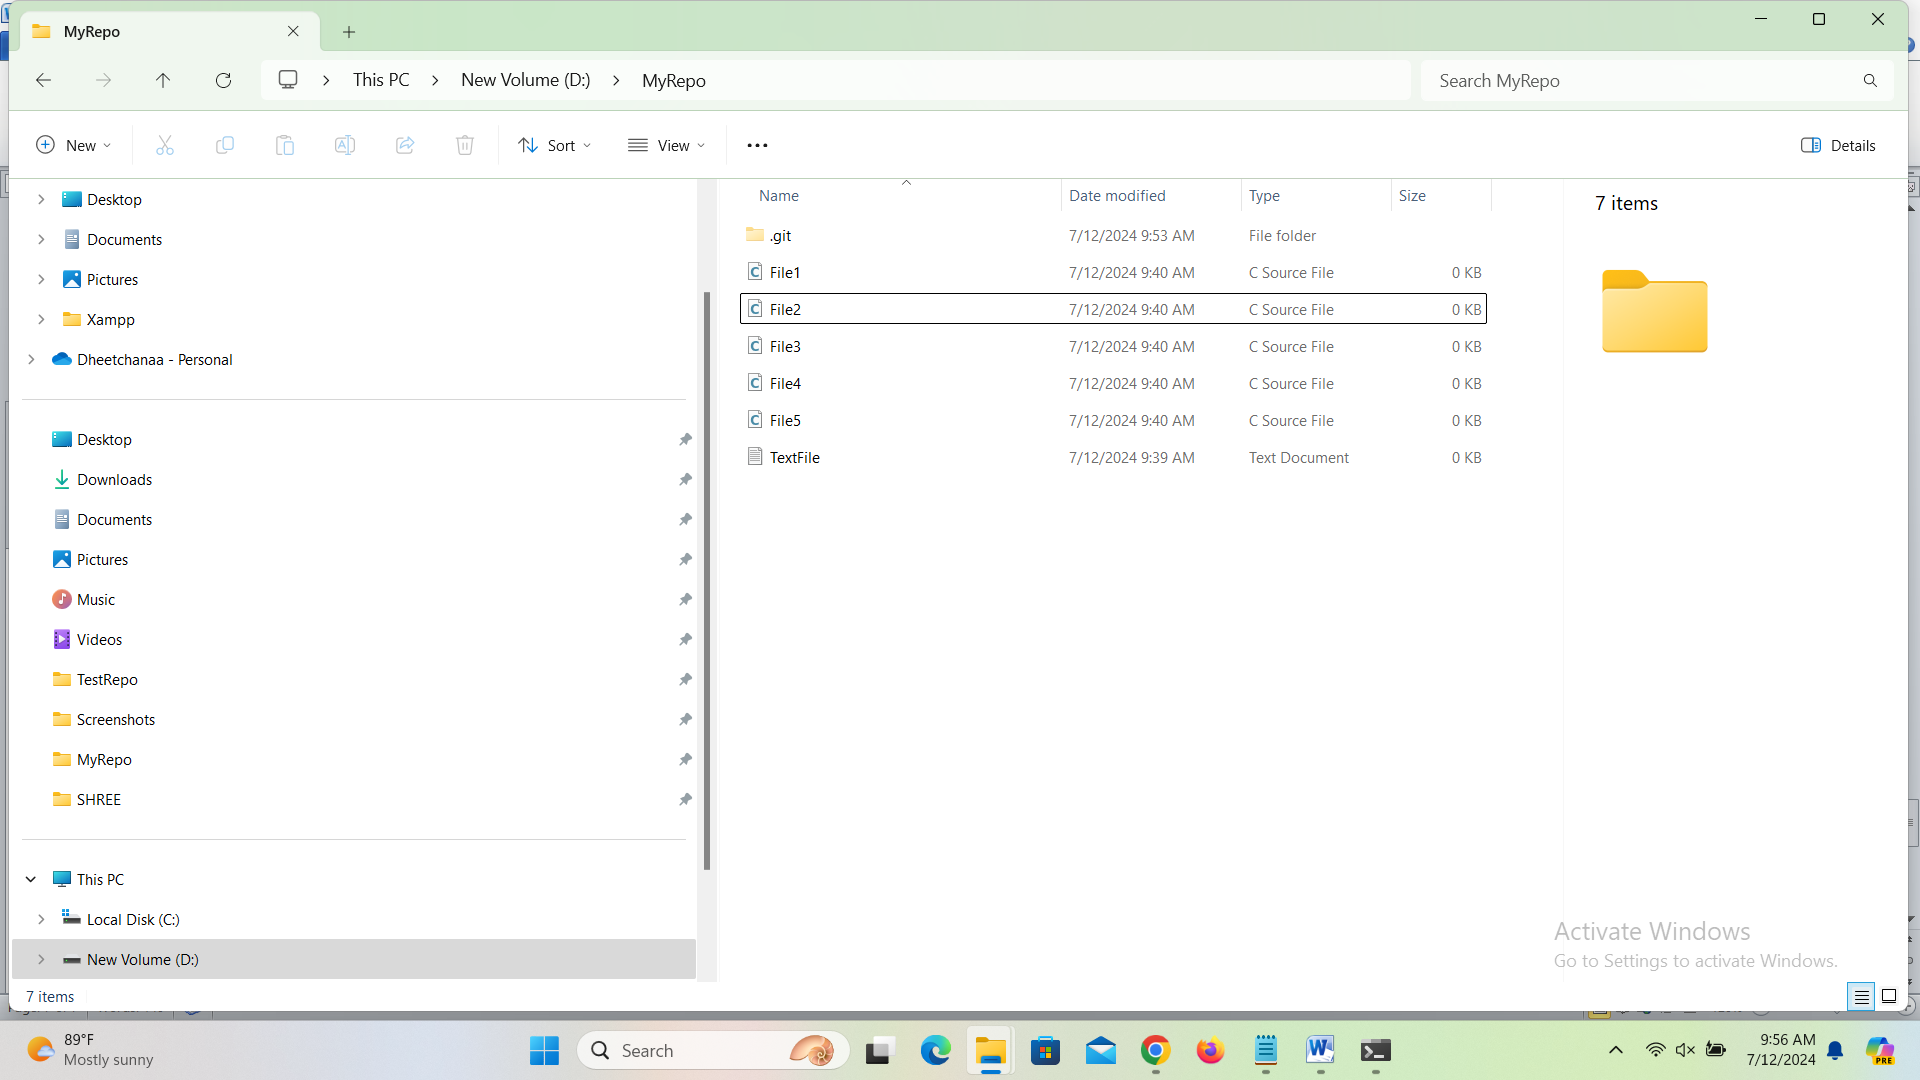 MyRepo
This PC
New Volume (D:)
MyRepo
Search MyRepo
New
Sort
View
Details
Desktop
Documents
Pictures
Xampp
Dheetchanaa - Personal
Desktop
Downloads
Documents
Pictures
Music
Videos
TestRepo
Screenshots
MyRepo
SHREE
This PC
Local Disk (C:)
New Volume (D:)
Name Date modified Type Size
.git 7/12/2024 9:53 AM File folder
File1 7/12/2024 9:40 AM C Source File 0 KB
File2 7/12/2024 9:40 AM C Source File 0 KB
File3 7/12/2024 9:40 AM C Source File 0 KB
File4 7/12/2024 9:40 AM C Source File 0 KB
File5 7/12/2024 9:40 AM C Source File 0 KB
TextFile 7/12/2024 9:39 AM Text Document 0 KB
7 items
Activate Windows
Go to Settings to activate Windows.
7 items
89°F
Mostly sunny
Search
9:56 AM
7/12/2024
PRE